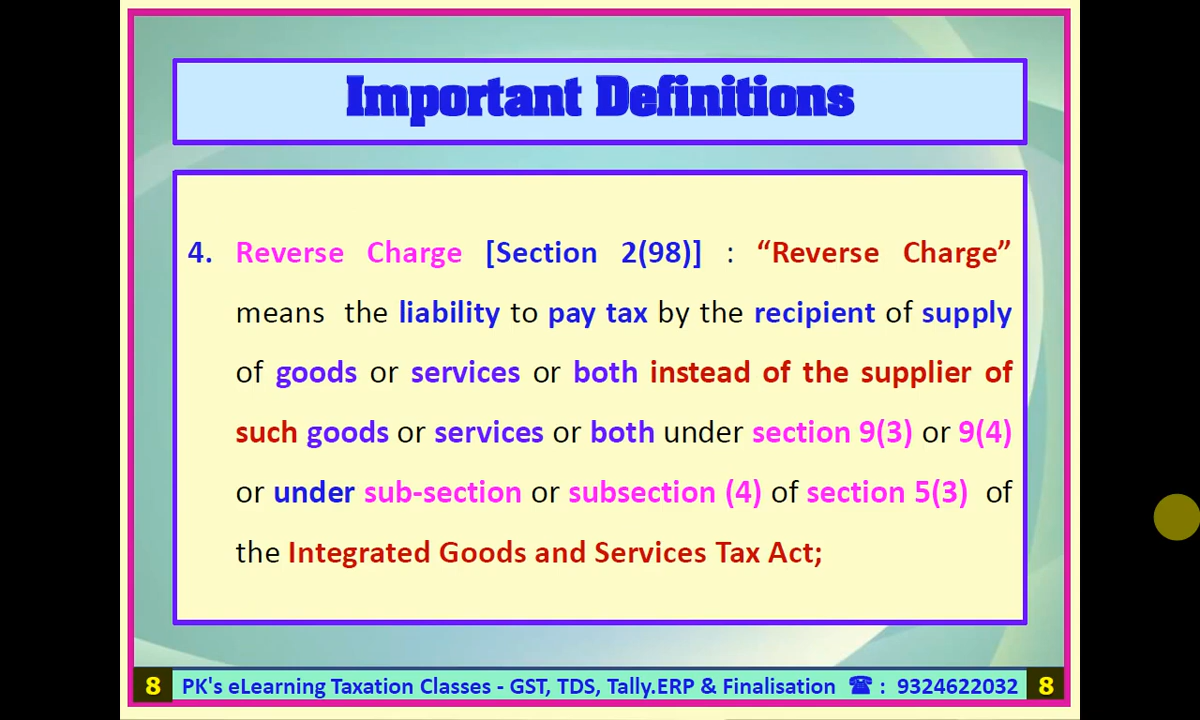 Important Definitions
4. Reverse Charge [Section 2(98)] : “Reverse Charge”
means the liability to pay tax by the recipient of supply
of goods or services or both instead of the supplier of
such goods or services or both under section 9(3) or 9(4)
or under sub-section or subsection (4) of section 5(3) of
the Integrated Goods and Services Tax Act;
8 PK's eLearning Taxation Classes - GST, TDS, Tally.ERP & Finalisation ☎ : 9324622032 8